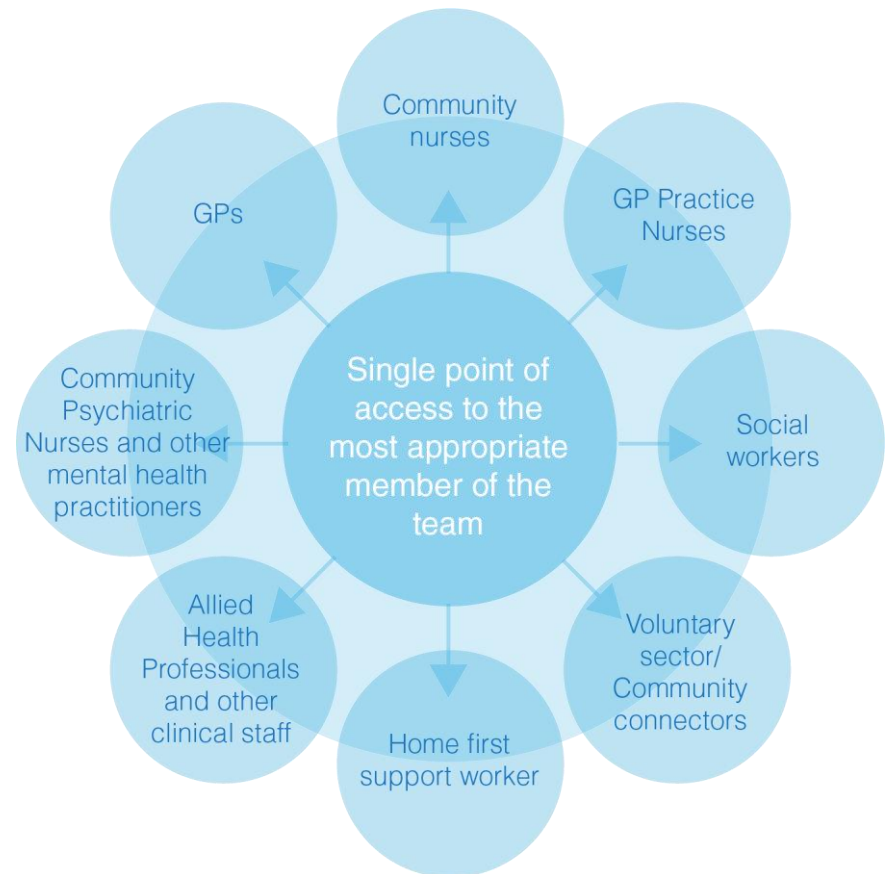 Community
nurses
GP Practice
Nurses
Social
workers
Voluntary
sector/
Community
connectors
Home first
support worker
Allied
Health
Professionals
and other
clinical staff
Community
Psychiatric
Nurses and other
mental health
practitioners
GPs
Single point of
access to the
most appropriate
member of the
team